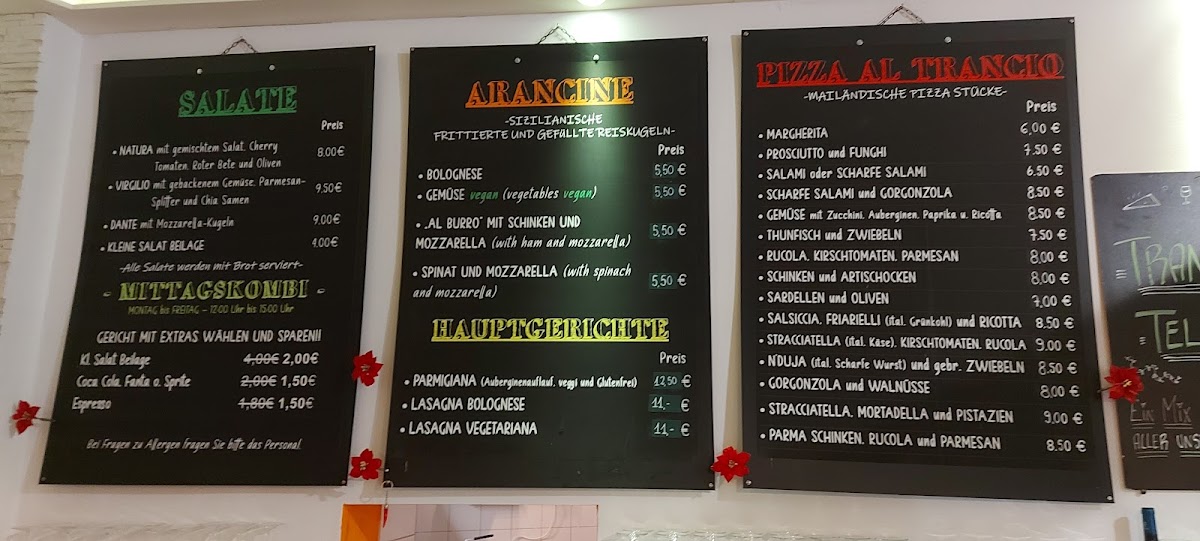 SALATE
Preis
• NATURA mit gemischtem Salat, Cherry 8,00€
Tomaten, Roter Bete und Oliven
• VIRGILIO mit gebackenem Gemüse, Parmesan- 9,50€
Splitter und Chia Samen
• DANTE mit Mozzarella-Kugeln 9,00€
• KLEINE SALAT BEILAGE 4,00€
-Alle Salate werden mit Brot serviert-
- MITTAGSKOMBI -
MONTAG bis FREITAG - 12:00 Uhr bis 15:00 Uhr
GERICHT MIT EXTRAS WÄHLEN UND SPAREN!!
Kl. Salat Beilage 4,00€ 2,00€
Coca Cola, Fanta o. Sprite 2,00€ 1,50€
Espresso 1,80€ 1,50€
Bei Fragen zu Allergen fragen Sie bitte das Personal.
ARANCINE
-SIZILIANISCHE
FRITTIERTE UND GEFÜLLTE REISKUGELN-
Preis
• BOLOGNESE 5,50 €
• GEMÜSE vegan (vegetables vegan) 5,50 €
• „AL BURRO" MIT SCHINKEN UND
MOZZARELLA (with ham and mozzarella) 5,50 €
• SPINAT UND MOZZARELLA (with spinach
and mozzarella) 5,50 €
HAUPTGERICHTE
Preis
• PARMIGIANA (Auberginenauflauf, veggi und Glutenfrei) 12,50 €
• LASAGNA BOLOGNESE 11,- €
• LASAGNA VEGETARIANA 11,- €
PIZZA AL TRANCIO
-MAILÄNDISCHE PIZZA STÜCKE-
Preis
• MARGHERITA 6,00 €
• PROSCIUTTO und FUNGHI 7,50 €
• SALAMI oder SCHARFE SALAMI 6,50 €
• SCHARFE SALAMI und GORGONZOLA 8,50 €
• GEMÜSE mit Zucchini, Auberginen, Paprika u. Ricotta 8,50 €
• THUNFISCH und ZWIEBELN 7,50 €
• RUCOLA, KIRSCHTOMATEN, PARMESAN 8,00 €
• SCHINKEN und ARTISCHOCKEN 8,00 €
• SARDELLEN und OLIVEN 7,00 €
• SALSICCIA, FRIARIELLI (ital. Grünkohl) und RICOTTA 8,50 €
• STRACCIATELLA (ital. Käse), KIRSCHTOMATEN, RUCOLA 9,00 €
• NDUJA (ital. Scharfe Wurst) und gebr. ZWIEBELN 8,50 €
• GORGONZOLA und WALNÜSSE 8,00 €
• STRACCIATELLA, MORTADELLA und PISTAZIEN 9,00 €
• PARMA SCHINKEN, RUCOLA und PARMESAN 8,50 €
TRAN
TEL
EIN MIX
ALLER UNS